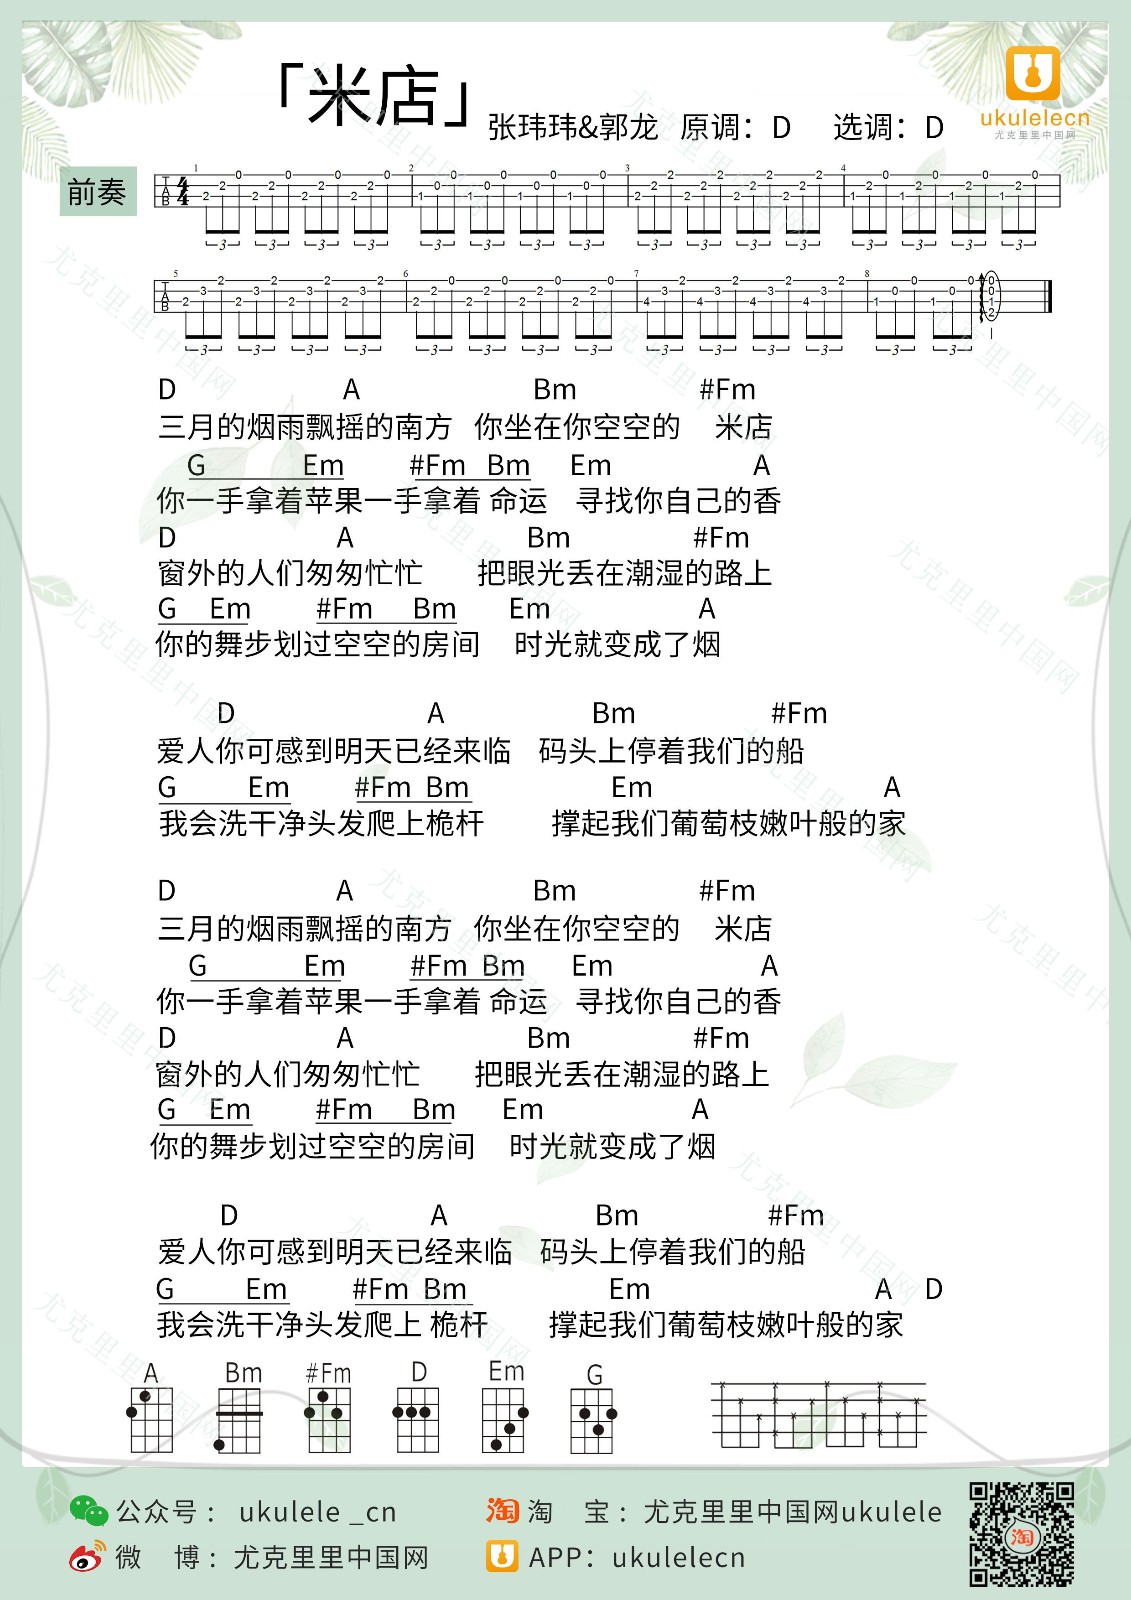 「米店」
张玮玮&郭龙 原调：D 选调：D
ukulelecn
尤克里里中国网
前奏
D A Bm #Fm
三月的烟雨飘摇的南方 你坐在你空空的 米店
G Em #Fm Bm Em A
你一手拿着苹果一手拿着 命运 寻找你自己的香
D A Bm #Fm
窗外的人们匆匆忙忙 把眼光丢在潮湿的路上
G Em #Fm Bm Em A
你的舞步划过空空的房间 时光就变成了烟
D A Bm #Fm
爱人你可感到明天已经来临 码头上停着我们的船
G Em #Fm Bm Em A
我会洗干净头发爬上桅杆 撑起我们葡萄枝嫩叶般的家
D A Bm #Fm
三月的烟雨飘摇的南方 你坐在你空空的 米店
G Em #Fm Bm Em A
你一手拿着苹果一手拿着 命运 寻找你自己的香
D A Bm #Fm
窗外的人们匆匆忙忙 把眼光丢在潮湿的路上
G Em #Fm Bm Em A
你的舞步划过空空的房间 时光就变成了烟
D A Bm #Fm
爱人你可感到明天已经来临 码头上停着我们的船
G Em #Fm Bm Em A D
我会洗干净头发爬上 桅杆 撑起我们葡萄枝嫩叶般的家
A Bm #Fm D Em G
公众号： ukulele _cn
淘 淘 宝：尤克里里中国网ukulele
微 博：尤克里里中国网
APP：ukulelecn
淘